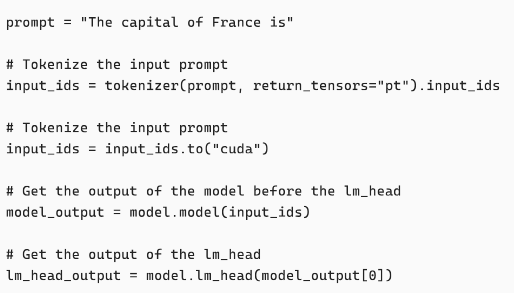 prompt = "The capital of France is"
# Tokenize the input prompt
input_ids = tokenizer(prompt, return_tensors="pt").input_ids
# Tokenize the input prompt
input_ids = input_ids.to("cuda")
# Get the output of the model before the lm_head
model_output = model.model(input_ids)
# Get the output of the lm_head
lm_head_output = model.lm_head(model_output[0])